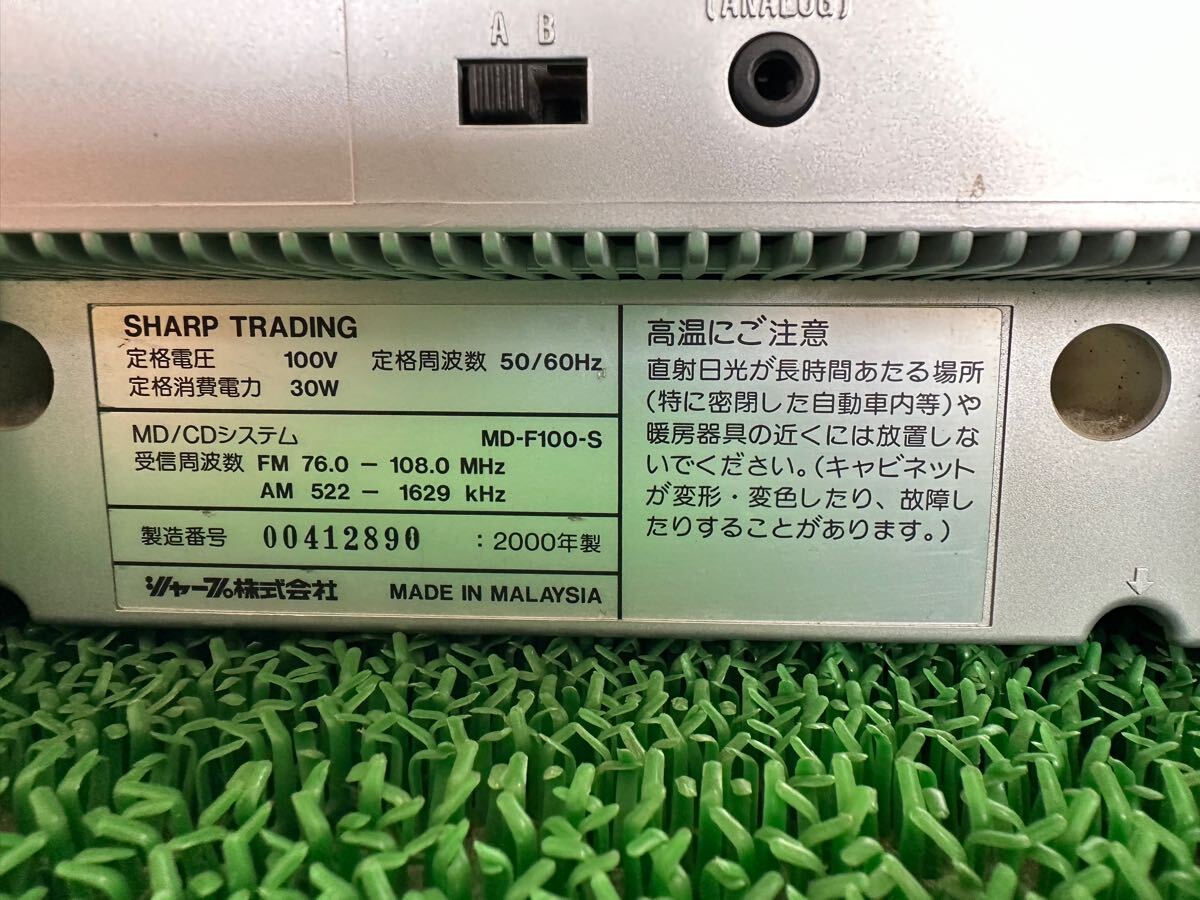 (ANALOG)
A B
SHARP TRADING
定格電圧 100V 定格周波数 50/60Hz
定格消費電力 30W
MD/CDシステム MD-F100-S
受信周波数 FM 76.0 - 108.0 MHz
AM 522 - 1629 kHz
製造番号 00412890 : 2000年製
シャープ株式会社 MADE IN MALAYSIA
高温にご注意
直射日光が長時間あたる場所
(特に密閉した自動車内等)や
暖房器具の近くには放置しな
いでください。(キャビネット
が変形・変色したり、故障し
たりすることがあります。)